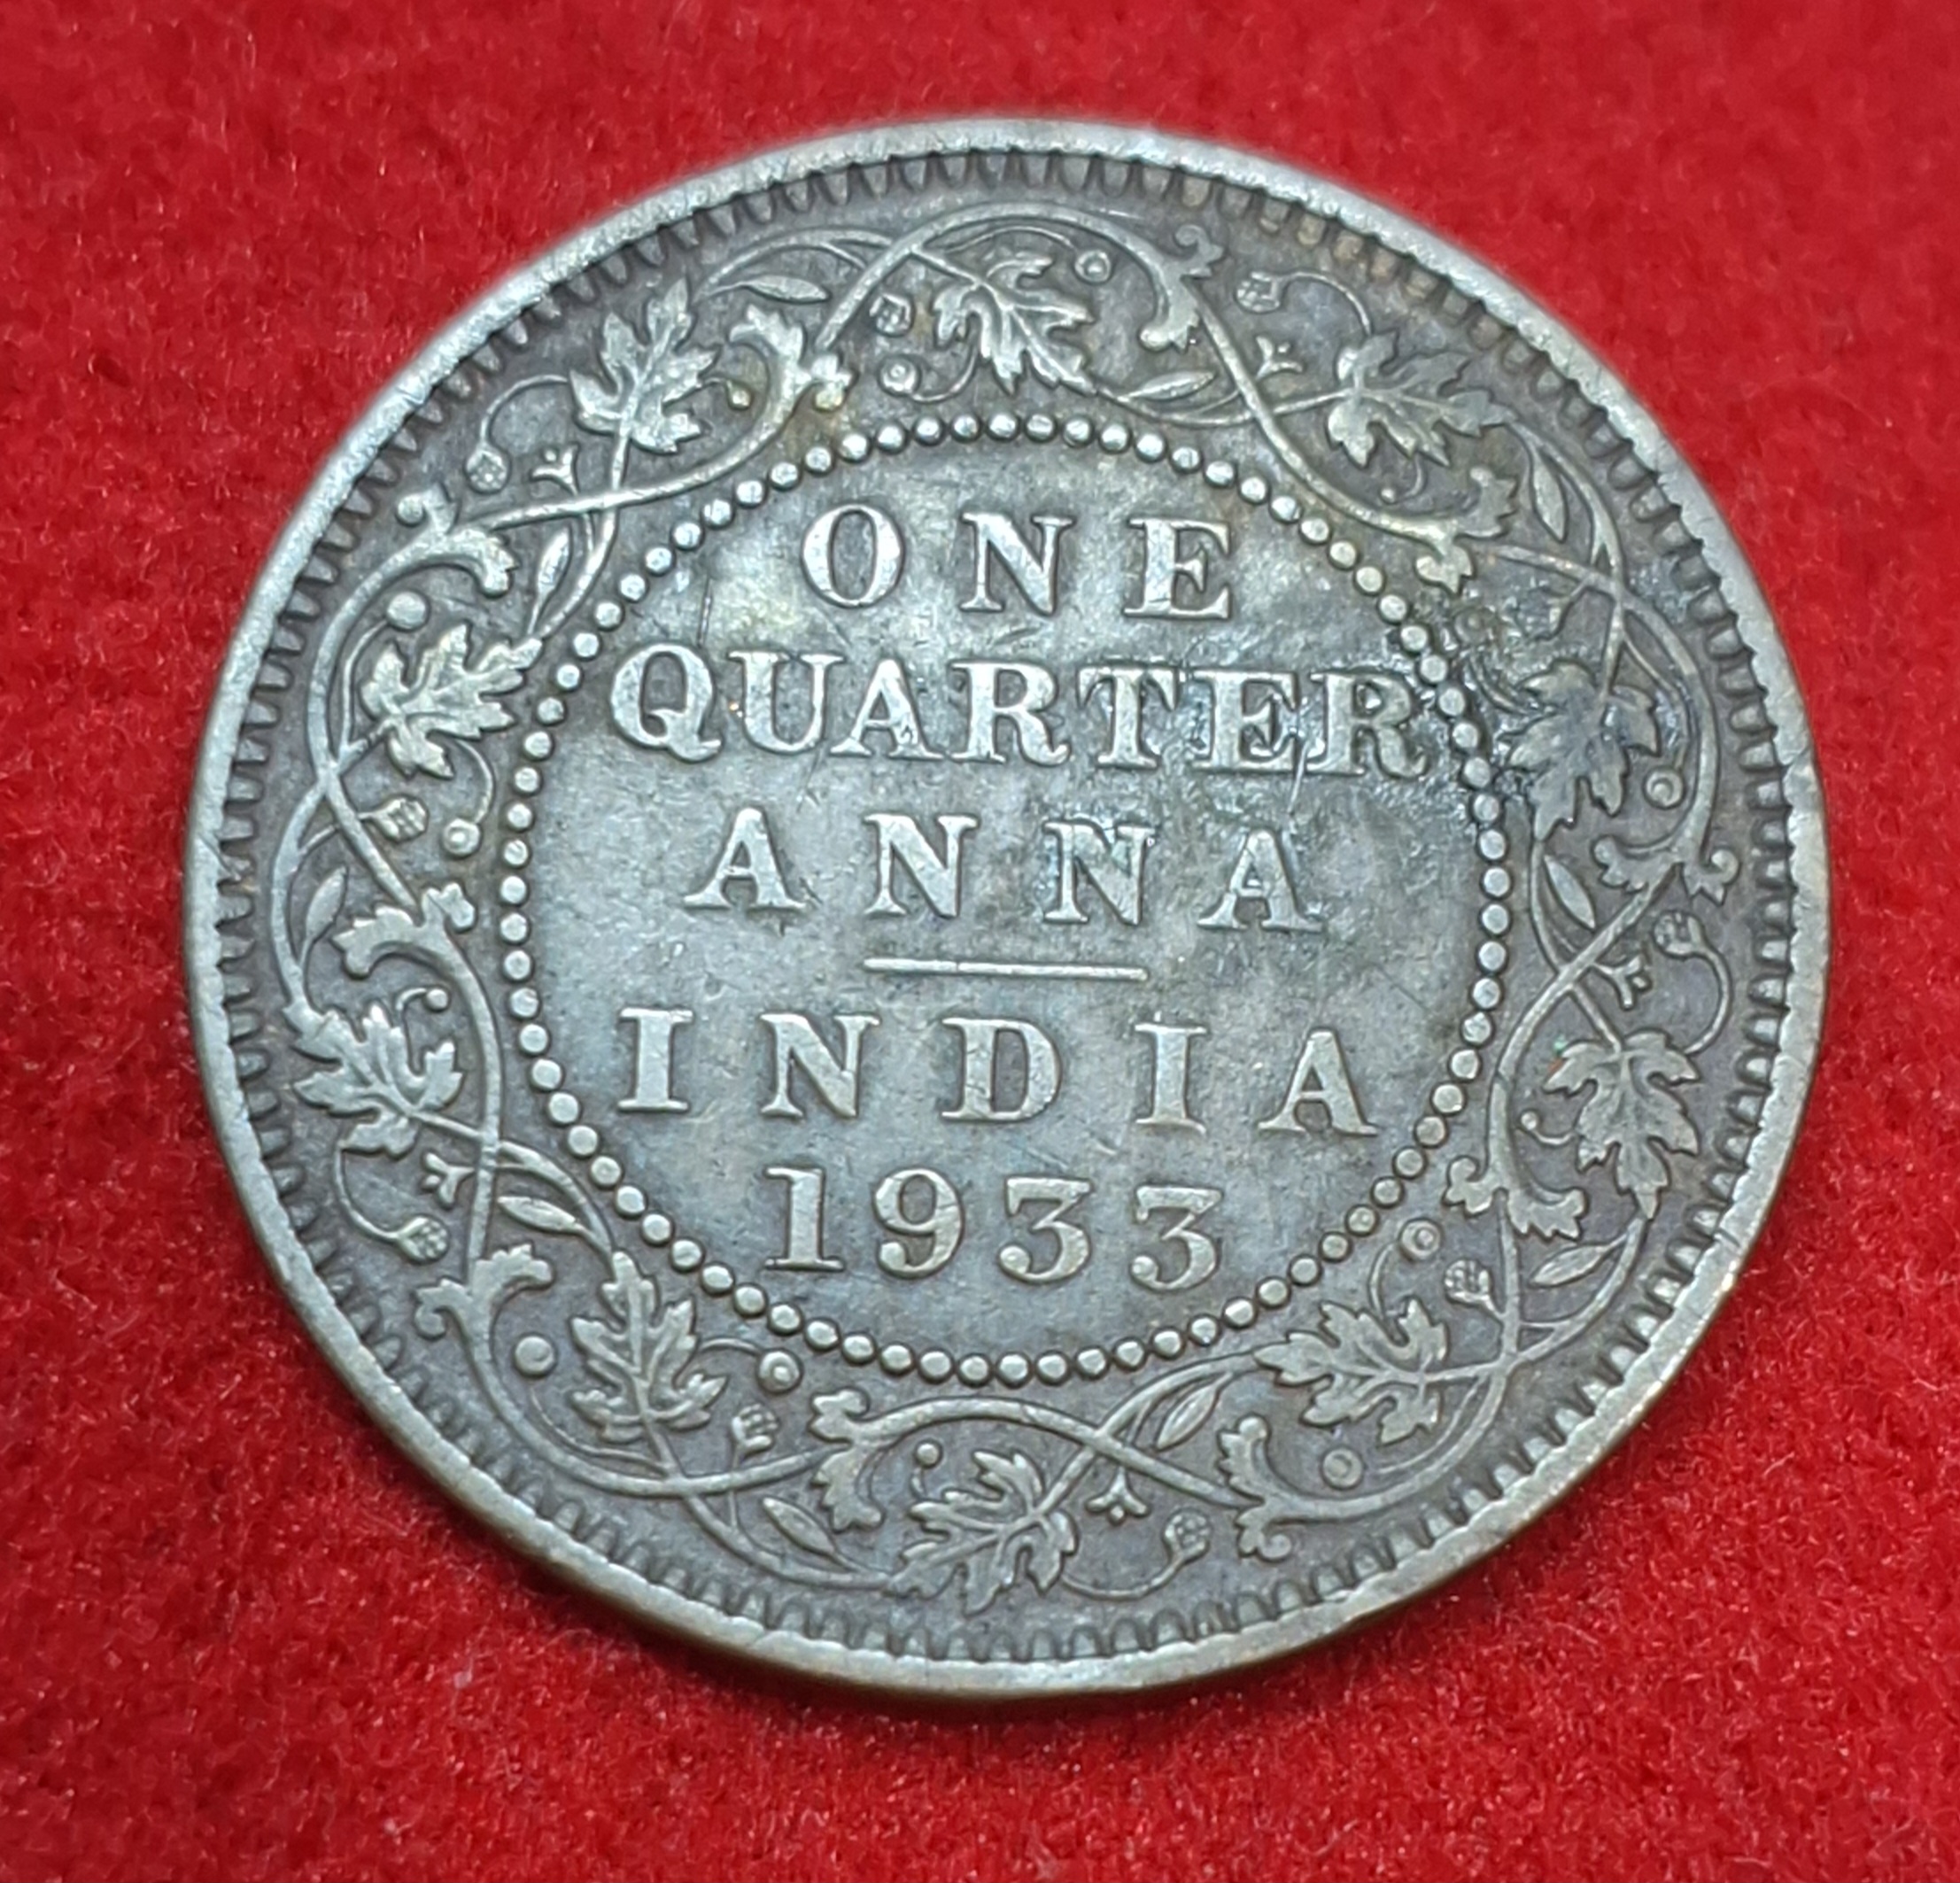 ONE
QUARTER
ANNA
INDIA
1933